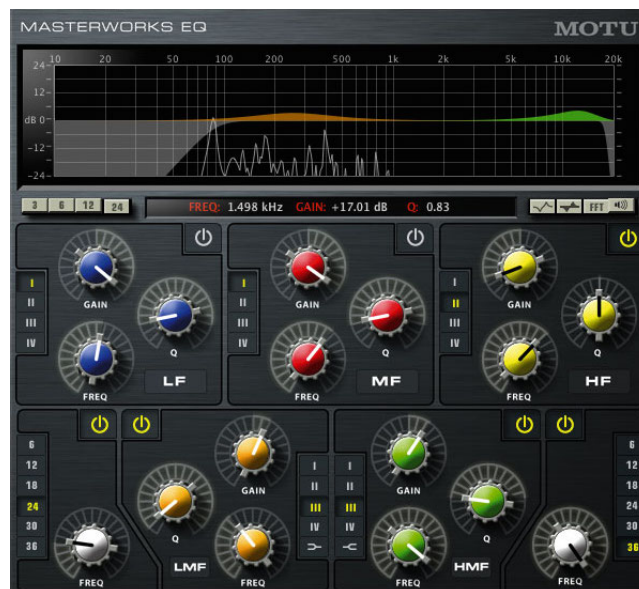 MASTERWORKS EQ MOTU
10 20 50 100 200 500 1k 2k 5k 10k 20k
24
12
dB 0
-12
-24
3 6 12 24 FREQ: 1.498 kHz GAIN: +17.01 dB Q: 0.83 FFT
I
II
III
IV
GAIN
Q
FREQ
LF
I
II
III
IV
GAIN
Q
FREQ
MF
I
II
III
IV
GAIN
Q
FREQ
HF
6
12
18
24
30
36
FREQ
GAIN
Q
LMF
FREQ
I
II
III
IV
I
II
III
IV
GAIN
Q
FREQ
HMF
FREQ
6
12
18
24
30
36